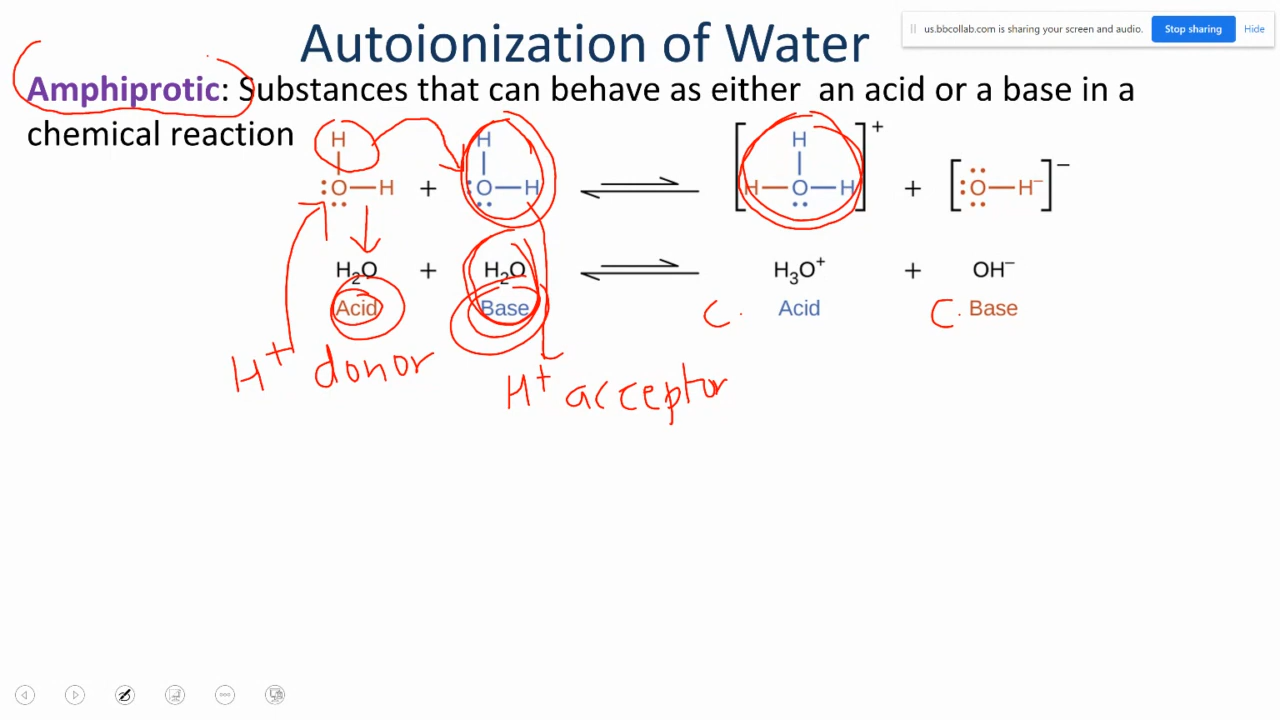 Autoionization of Water
us.bbcollab.com is sharing your screen and audio. Stop sharing Hide
Amphiprotic: Substances that can behave as either an acid or a base in a
chemical reaction
H H H
:O—H + :O—H [H—O—H]+ + [:O—H−]−
H₂O + H₂O H₃O⁺ + OH⁻
Acid Base C. Acid C. Base
H+ donor
H+ acceptor